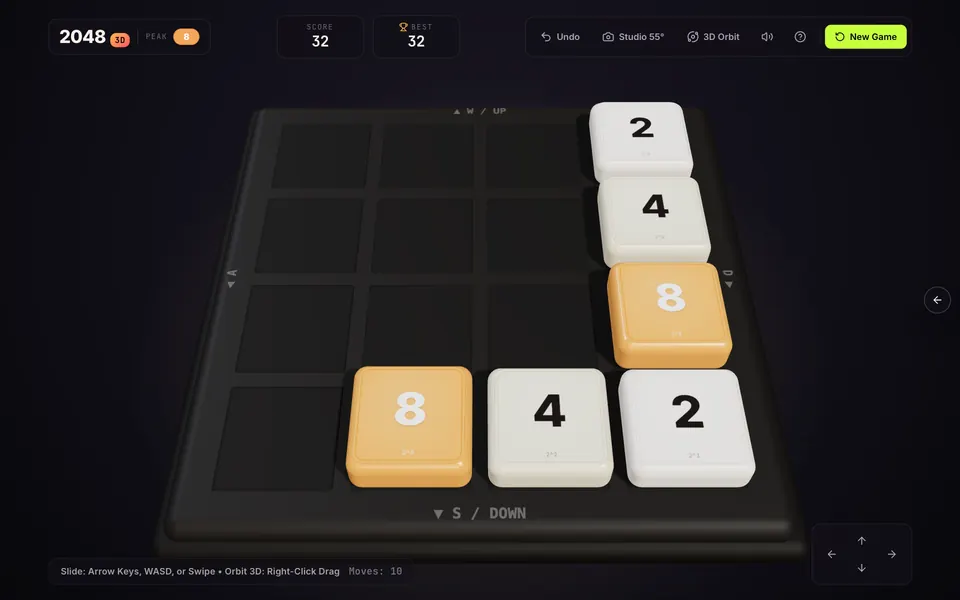 2048 3D PEAK 8
SCORE
32
BEST
32
Undo Studio 55° 3D Orbit New Game
▲ W / UP
2
4
◀ A
D ▶
8
8 4 2
▼ S / DOWN
Slide: Arrow Keys, WASD, or Swipe • Orbit 3D: Right-Click Drag Moves: 10